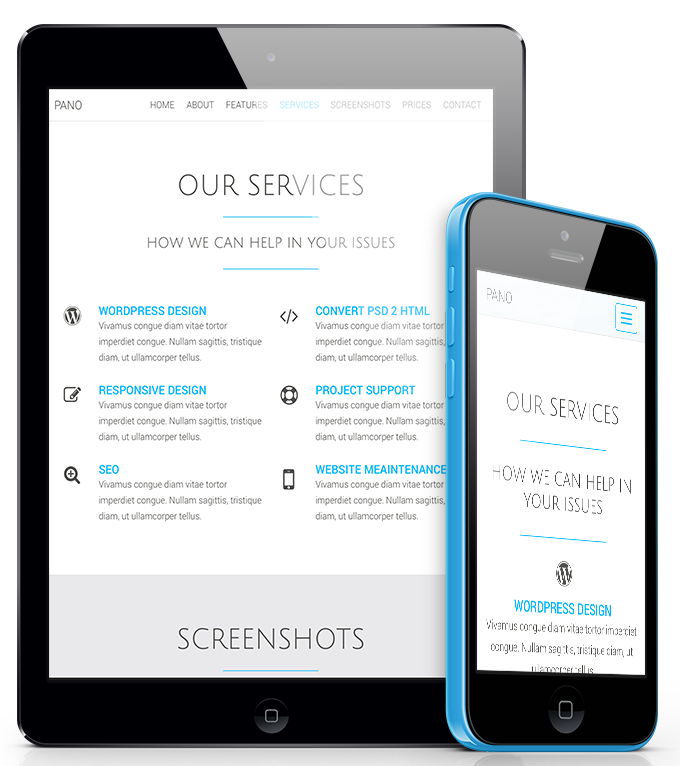 PANO HOME ABOUT FEATURES SERVICES SCREENSHOTS PRICES CONTACT
OUR SERVICES
HOW WE CAN HELP IN YOUR ISSUES
WORDPRESS DESIGN
Vivamus congue diam vitae tortor
imperdiet congue. Nullam sagittis, tristique
diam, ut ullamcorper tellus.
CONVERT PSD 2 HTML
Vivamus congue diam vitae tortor
imperdiet congue. Nullam sagittis,
diam, ut ullamcorper tellus.
RESPONSIVE DESIGN
Vivamus congue diam vitae tortor
imperdiet congue. Nullam sagittis, tristique
diam, ut ullamcorper tellus.
PROJECT SUPPORT
Vivamus congue diam vitae tortor
imperdiet congue. Nullam sagittis,
diam, ut ullamcorper tellus.
SEO
Vivamus congue diam vitae tortor
imperdiet congue. Nullam sagittis, tristique
diam, ut ullamcorper tellus.
WEBSITE MEAINTENANCE
Vivamus congue diam vitae tortor
imperdiet congue. Nullam sagittis,
diam, ut ullamcorper tellus.
SCREENSHOTS
PANO
OUR SERVICES
HOW WE CAN HELP IN
YOUR ISSUES
WORDPRESS DESIGN
Vivamus congue diam vitae tortor imperdiet
congue. Nullam sagittis, tristique diam, ut
ullamcorper tellus.